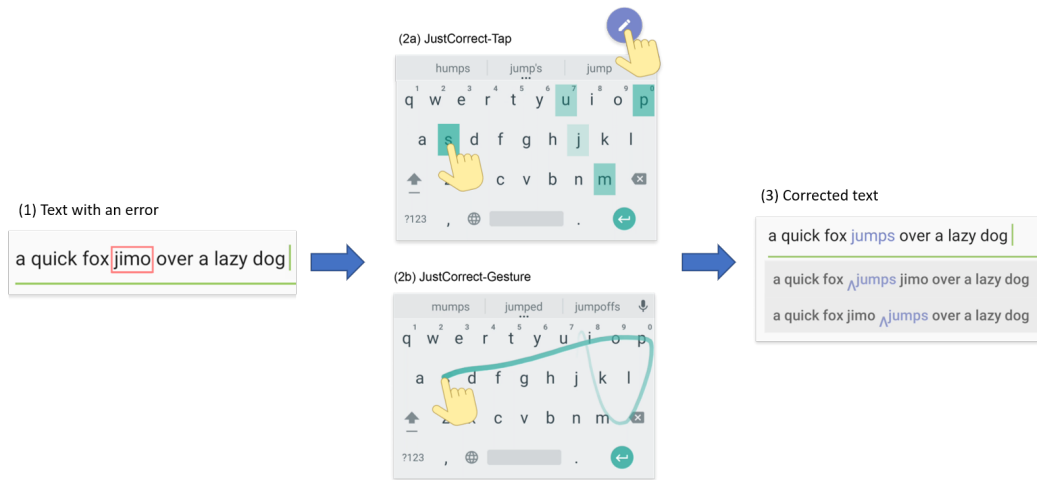 (1) Text with an error
a quick fox jimo over a lazy dog
(2a) JustCorrect-Tap
humps jump's jump
1 2 3 4 5 6 7 8 9 0
q w e r t y u i o p
a s d f g h j k l
z c v b n m
?123 , .
(2b) JustCorrect-Gesture
mumps jumped jumpoffs
1 2 3 4 5 6 7 8 9 0
q w e r t y u i o p
a d f g h j k l
c v b n m
?123 , .
(3) Corrected text
a quick fox jumps over a lazy dog
a quick fox jumps jimo over a lazy dog
a quick fox jimo jumps over a lazy dog